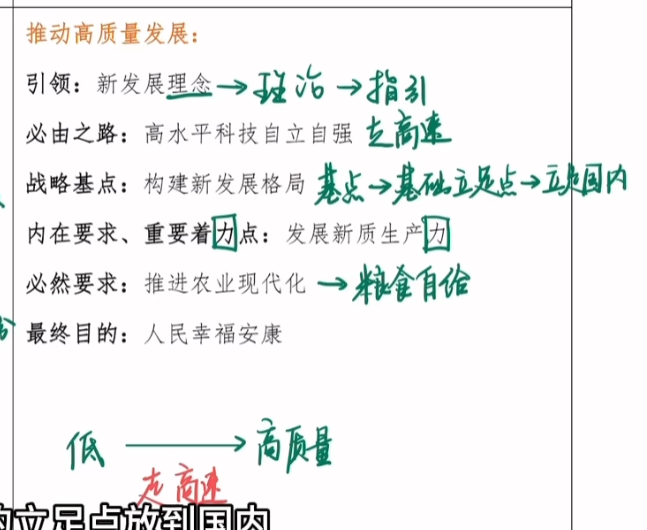 推动高质量发展：
引领：新发展理念→理论→指引
必由之路：高水平科技自立自强 走高速
战略基点：构建新发展格局 基点→基础立足点→立足国内
内在要求、重要着力点：发展新质生产力
必然要求：推进农业现代化→粮食自给
最终目的：人民幸福安康
低 → 高质量
走高速
的立足点放到国内